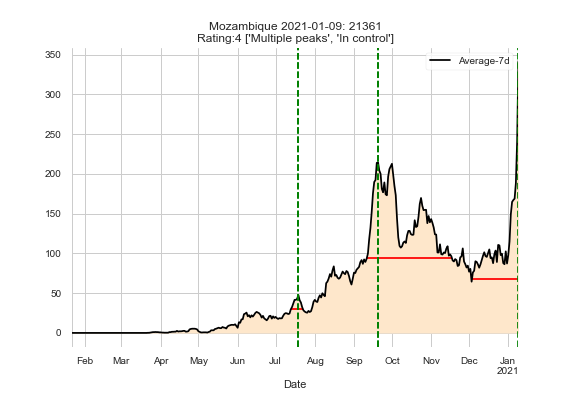 Mozambique 2021-01-09: 21361
Rating:4 ['Multiple peaks', 'In control']
Average-7d
350
300
250
200
150
100
50
0
Feb Mar Apr May Jun Jul Aug Sep Oct Nov Dec Jan
2021
Date